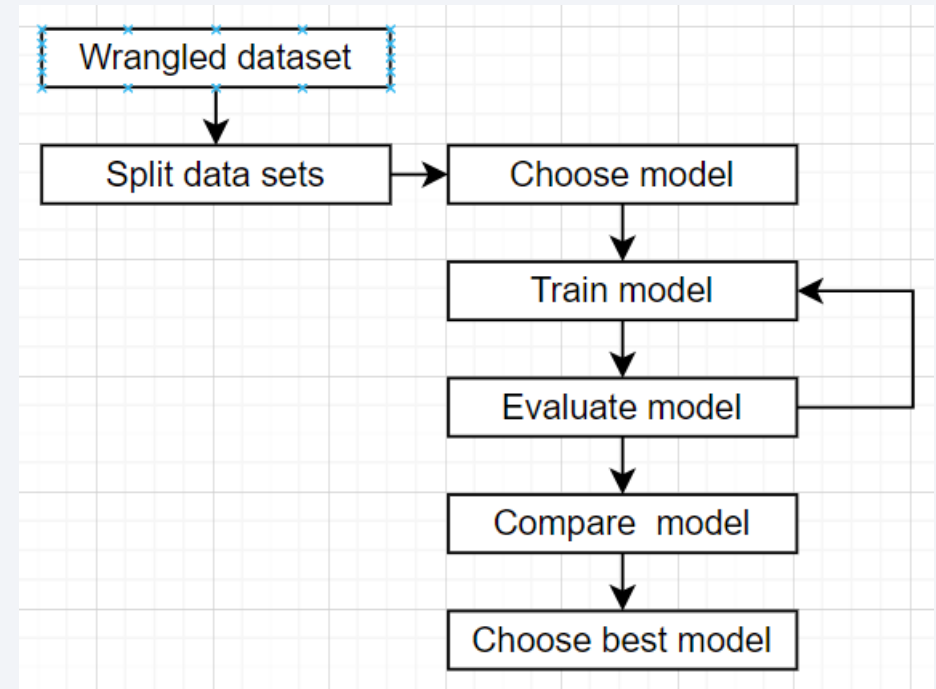 Wrangled dataset
Split data sets
Choose model
Train model
Evaluate model
Compare  model
Choose best model